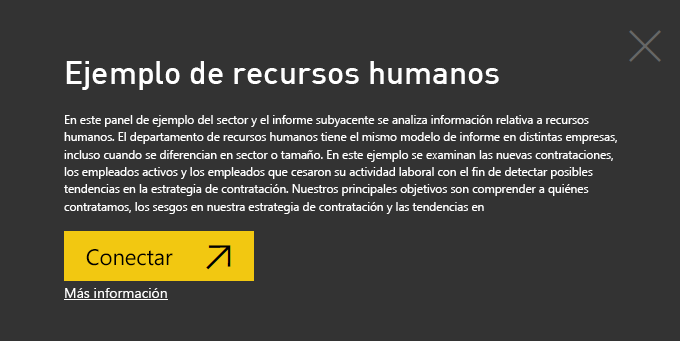 Ejemplo de recursos humanos
En este panel de ejemplo del sector y el informe subyacente se analiza información relativa a recursos
humanos. El departamento de recursos humanos tiene el mismo modelo de informe en distintas empresas,
incluso cuando se diferencian en sector o tamaño. En este ejemplo se examinan las nuevas contrataciones,
los empleados activos y los empleados que cesaron su actividad laboral con el fin de detectar posibles
tendencias en la estrategia de contratación. Nuestros principales objetivos son comprender a quiénes
contratamos, los sesgos en nuestra estrategia de contratación y las tendencias en
Conectar
Más información